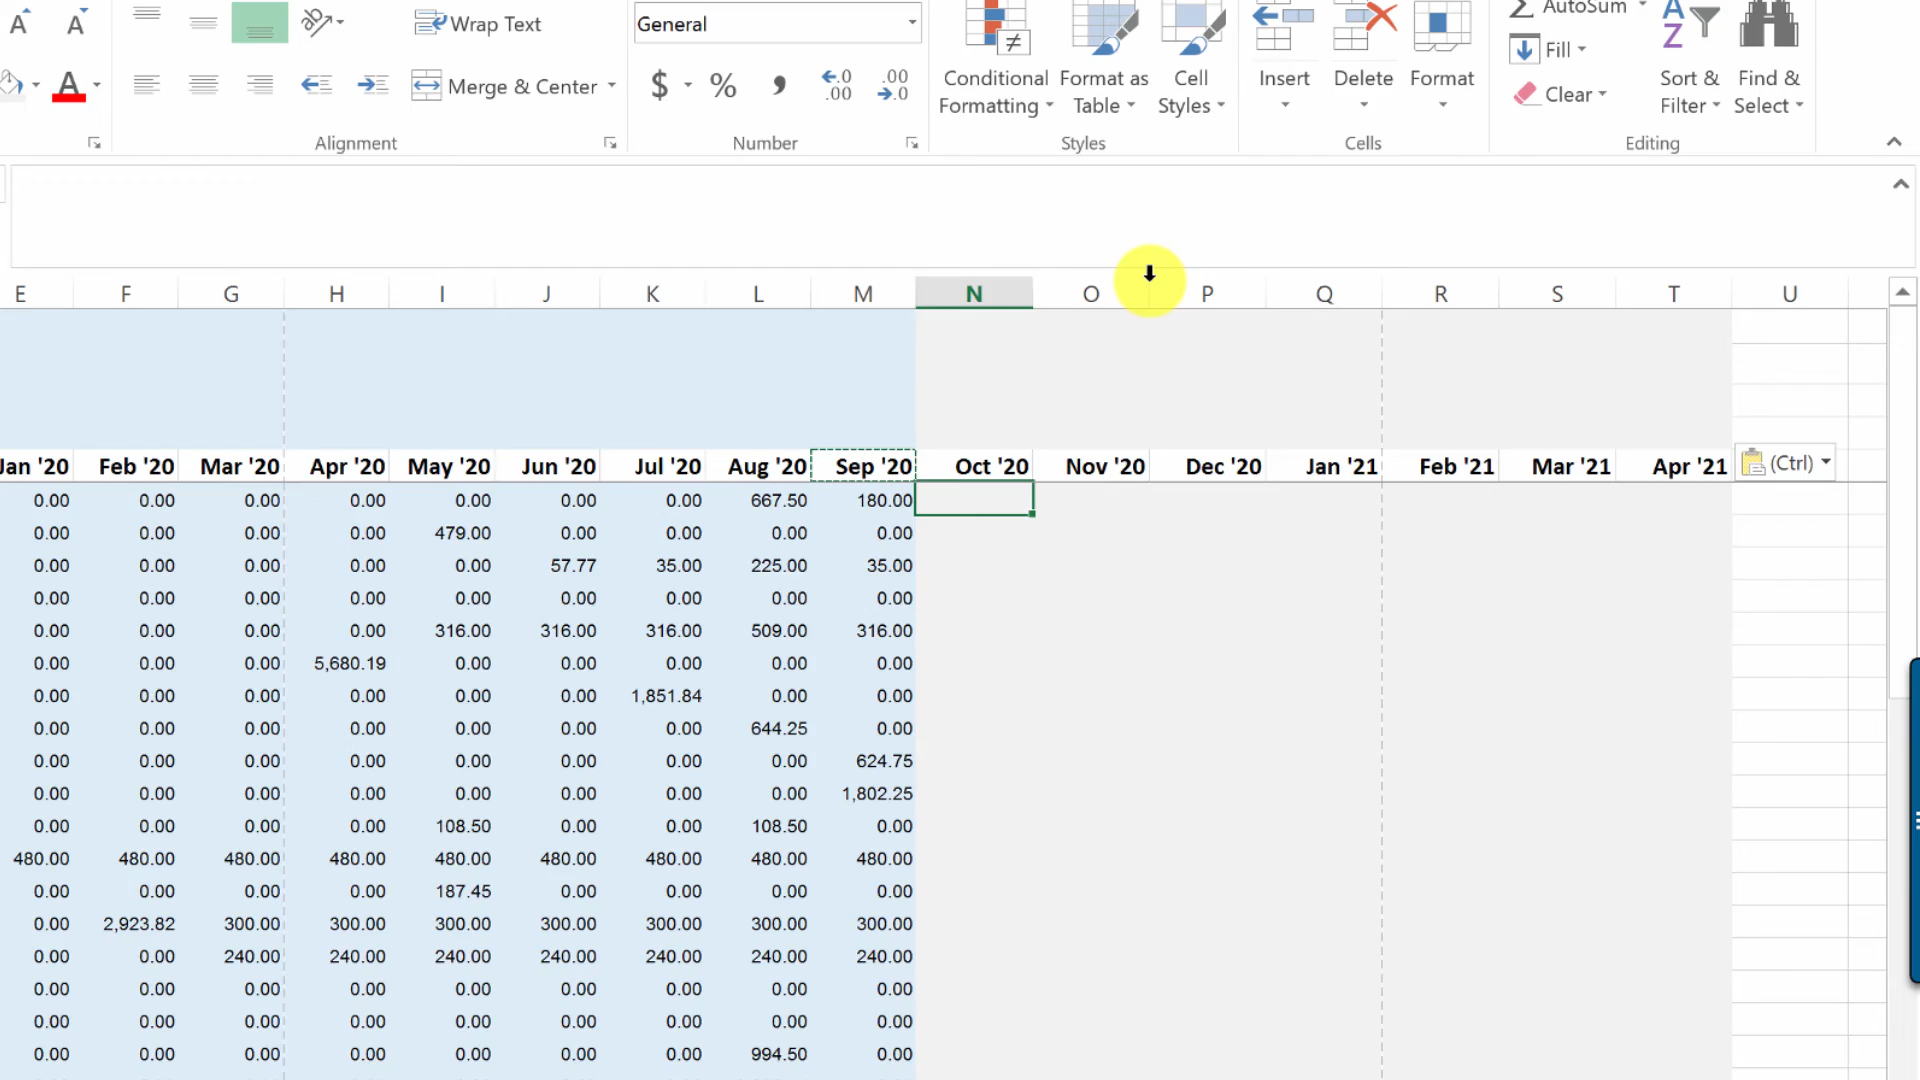 A A Wrap Text General AutoSum
A Merge & Center $ % , .0 .00 .00 .0 Conditional Formatting Format as Table Cell Styles Insert Delete Format Fill Clear Sort & Filter Find & Select
Alignment Number Styles Cells Editing
E F G H I J K L M N O P Q R S T U
Jan '20 Feb '20 Mar '20 Apr '20 May '20 Jun '20 Jul '20 Aug '20 Sep '20 Oct '20 Nov '20 Dec '20 Jan '21 Feb '21 Mar '21 Apr '21 (Ctrl)
0.00 0.00 0.00 0.00 0.00 0.00 0.00 667.50 180.00
0.00 0.00 0.00 0.00 479.00 0.00 0.00 0.00 0.00
0.00 0.00 0.00 0.00 0.00 57.77 35.00 225.00 35.00
0.00 0.00 0.00 0.00 0.00 0.00 0.00 0.00 0.00
0.00 0.00 0.00 0.00 316.00 316.00 316.00 509.00 316.00
0.00 0.00 0.00 5,680.19 0.00 0.00 0.00 0.00 0.00
0.00 0.00 0.00 0.00 0.00 0.00 1,851.84 0.00 0.00
0.00 0.00 0.00 0.00 0.00 0.00 0.00 644.25 0.00
0.00 0.00 0.00 0.00 0.00 0.00 0.00 0.00 624.75
0.00 0.00 0.00 0.00 0.00 0.00 0.00 0.00 1,802.25
0.00 0.00 0.00 0.00 108.50 0.00 0.00 108.50 0.00
480.00 480.00 480.00 480.00 480.00 480.00 480.00 480.00 480.00
0.00 0.00 0.00 0.00 187.45 0.00 0.00 0.00 0.00
0.00 2,923.82 300.00 300.00 300.00 300.00 300.00 300.00 300.00
0.00 0.00 240.00 240.00 240.00 240.00 240.00 240.00 240.00
0.00 0.00 0.00 0.00 0.00 0.00 0.00 0.00 0.00
0.00 0.00 0.00 0.00 0.00 0.00 0.00 0.00 0.00
0.00 0.00 0.00 0.00 0.00 0.00 0.00 994.50 0.00